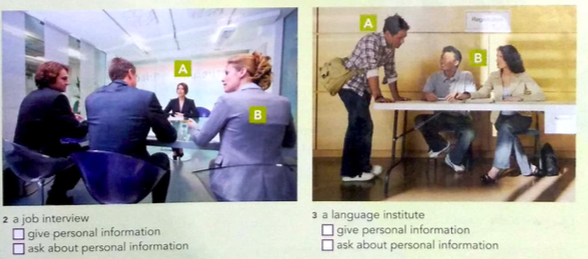 A
B
2 a job interview
give personal information
ask about personal information
A
B
3 a language institute
give personal information
ask about personal information